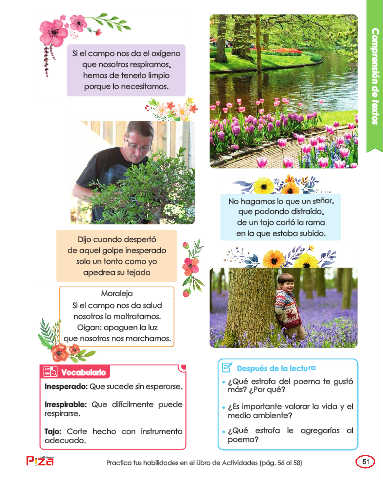 Si el campo nos da el oxígeno
que nosotros respiramos,
hemos de tenerlo limpio
porque lo necesitamos.
Comprensión de textos
No hagamos lo que un señor,
que podando distraído,
de un tajo cortó la rama
en la que estaba subido.
Dijo cuando despertó
de aquel golpe inesperado
solo un tonto como yo
apedrea su tejado
Moraleja
Si el campo nos da salud
nosotros lo maltratamos.
Oigan: apaguen la luz
que nosotros nos marchamos.
Vocabulario
Inesperado: Que sucede sin esperarse.
Irrespirable: Que difícilmente puede
respirarse.
Tajo: Corte hecho con instrumento
adecuado.
Después de la lectura
• ¿Qué estrofa del poema te gustó
más? ¿Por qué?
• ¿Es importante valorar la vida y el
medio ambiente?
• ¿Qué estrofa le agregarías al
poema?
Piza
Practica tus habilidades en el Libro de Actividades (pág. 56 al 58)
51